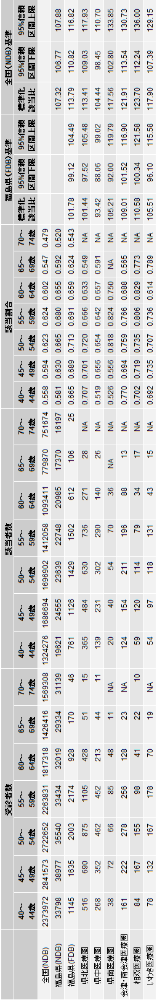 受診者数 該当者数 該当割合 福島県(FDB)基準 全国(NDB)基準
40～ 45～ 50～ 55～ 60～ 65～ 70～ 40～ 45～ 50～ 55～ 60～ 65～ 70～ 40～ 45～ 50～ 55～ 60～ 65～ 70～ 標準化 95%信頼 95%信頼 標準化 95%信頼 95%信頼
44歳 49歳 54歳 59歳 64歳 69歳 74歳 44歳 49歳 54歳 59歳 64歳 69歳 74歳 44歳 49歳 54歳 59歳 64歳 69歳 74歳 該当比 区間下限 区間上限 該当比 区間下限 区間上限
全国(NDB) 2373972 2841573 2722652 2263831 1817318 1426416 1569308 1324276 1686694 1696902 1412058 1093411 779870 751674 0.558 0.594 0.623 0.624 0.602 0.547 0.479
福島県(NDB) 33798 38977 35540 33434 32019 29334 31139 19621 24555 23639 22748 20985 17370 16197 0.581 0.630 0.665 0.680 0.655 0.592 0.520 107.32 106.77 107.88
福島県(FDB) 1145 1635 2003 2174 928 170 46 761 1126 1429 1502 612 106 25 0.665 0.689 0.713 0.691 0.659 0.624 0.543 101.78 99.12 104.49 113.79 110.82 116.82
県北医療圏 516 690 875 1105 428 51 15 365 484 630 736 271 28 NA 0.707 0.701 0.720 0.666 0.633 0.549 NA 101.44 97.52 105.48 113.41 109.03 117.93
県中医療圏 268 352 462 452 213 44 11 139 231 302 290 140 26 NA 0.519 0.656 0.654 0.642 0.657 0.591 NA 93.42 88.06 99.02 104.44 98.45 110.70
県南医療圏 38 72 66 85 48 11 NA 20 40 54 70 36 NA NA 0.526 0.556 0.818 0.824 0.750 NA NA 105.21 92.00 119.79 117.56 102.80 133.85
会津・南会津医療圏 161 222 278 256 128 23 NA 124 154 211 196 88 13 NA 0.770 0.694 0.759 0.766 0.688 0.565 NA 109.01 101.52 116.90 121.91 113.54 130.73
相双医療圏 84 167 155 98 41 22 10 59 120 114 79 34 17 NA 0.702 0.719 0.735 0.806 0.829 0.773 NA 110.58 100.34 121.58 123.70 112.24 136.00
いわき医療圏 78 132 167 178 70 19 NA 54 97 118 131 43 15 NA 0.692 0.735 0.707 0.736 0.614 0.789 NA 105.51 96.10 115.58 117.90 107.39 129.15